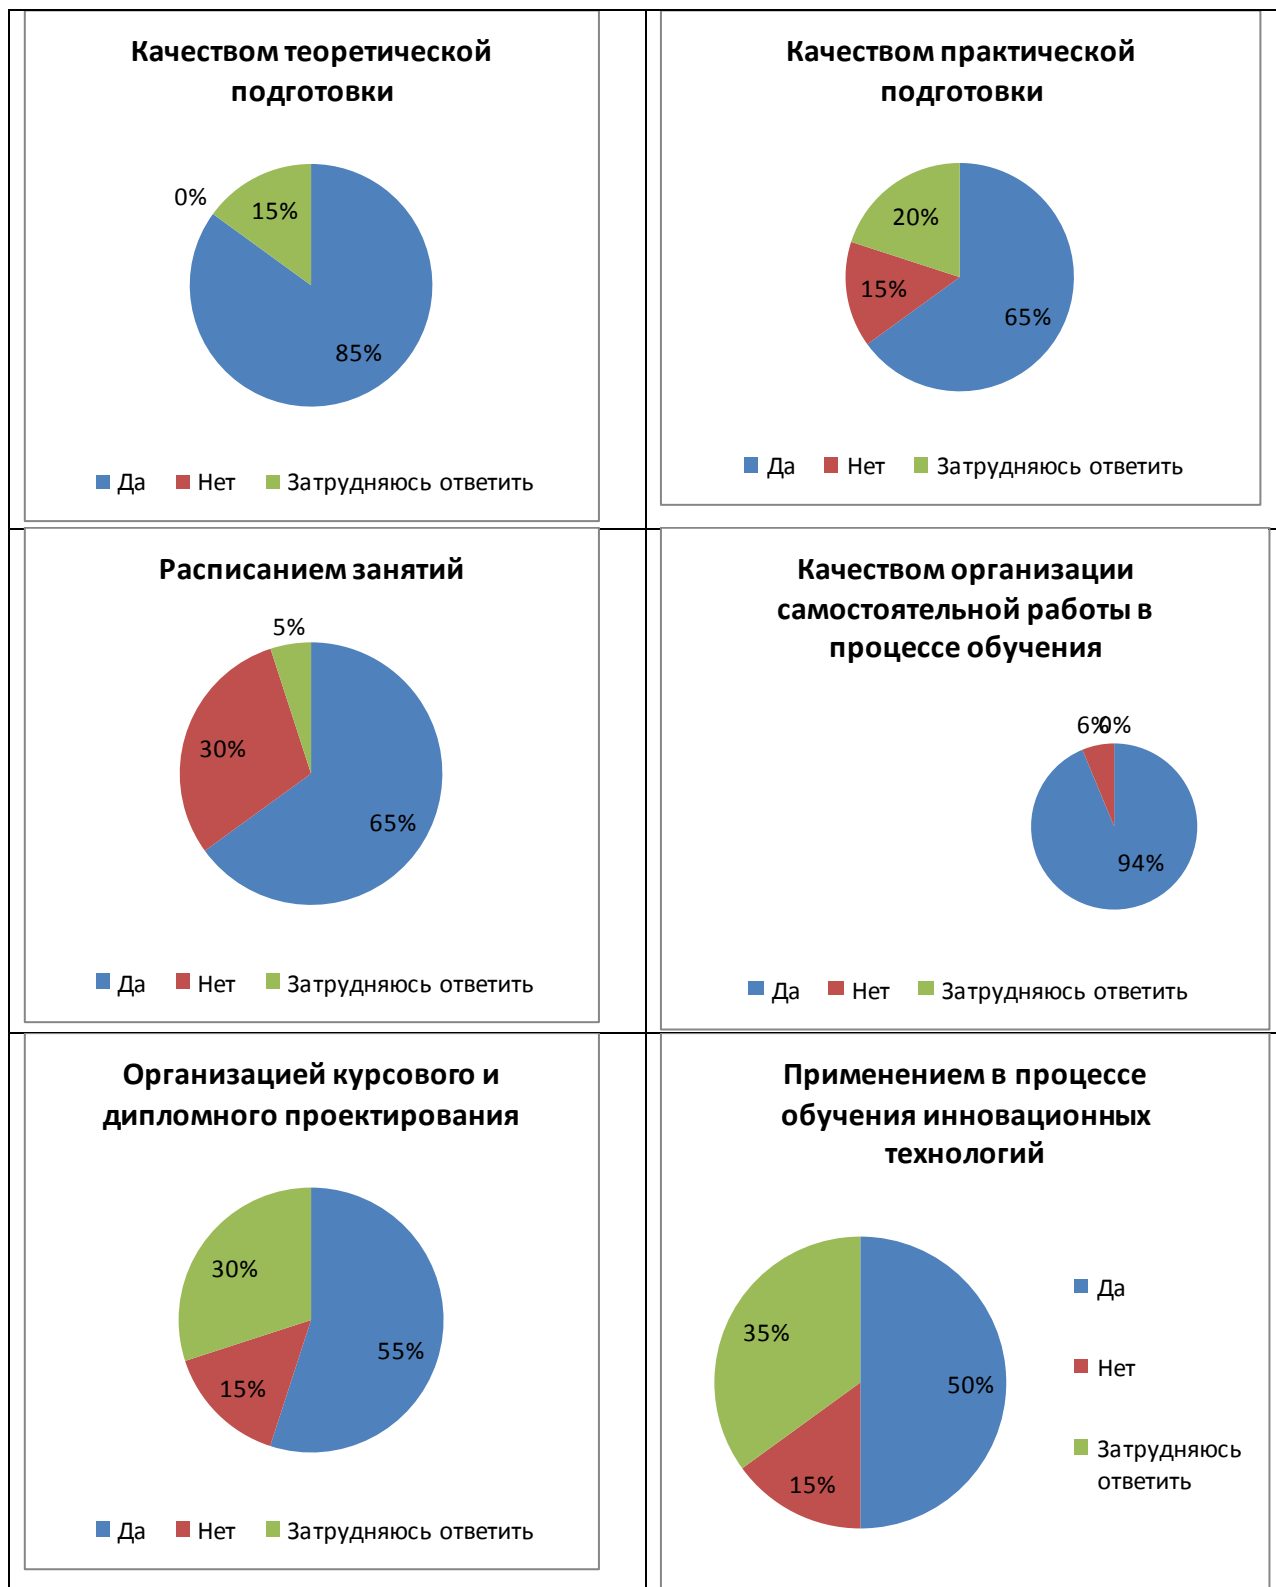 Качеством теоретической
подготовки
0%
15%
85%
Да Нет Затрудняюсь ответить
Качеством практической
подготовки
20%
15%
65%
Да Нет Затрудняюсь ответить
Расписанием занятий
5%
30%
65%
Да Нет Затрудняюсь ответить
Качеством организации
самостоятельной работы в
процессе обучения
6% 0%
94%
Да Нет Затрудняюсь ответить
Организацией курсового и
дипломного проектирования
30%
55%
15%
Да Нет Затрудняюсь ответить
Применением в процессе
обучения инновационных
технологий
35%
50%
15%
Да
Нет
Затрудняюсь
ответить